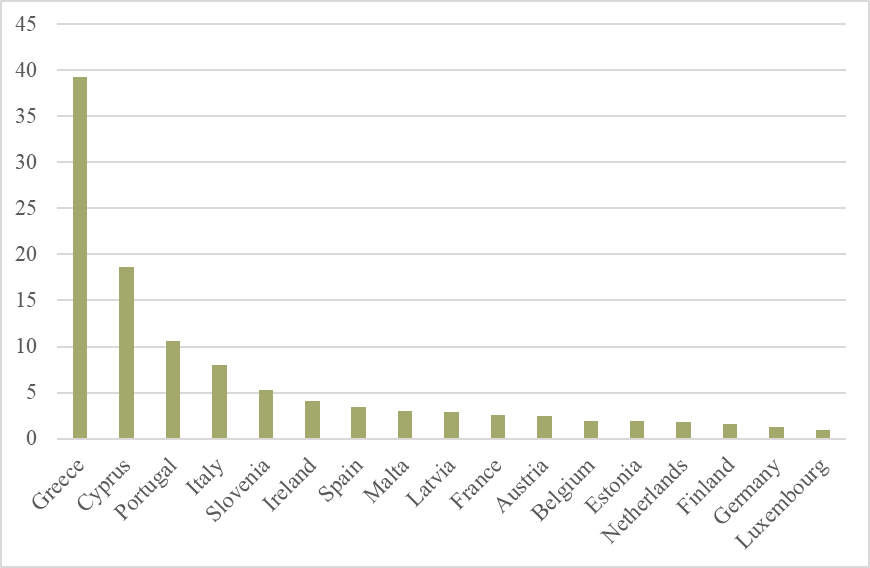 45
40
35
30
25
20
15
10
5
0
Greece
Cyprus
Portugal
Italy
Slovenia
Ireland
Spain
Malta
Latvia
France
Austria
Belgium
Estonia
Netherlands
Finland
Germany
Luxembourg